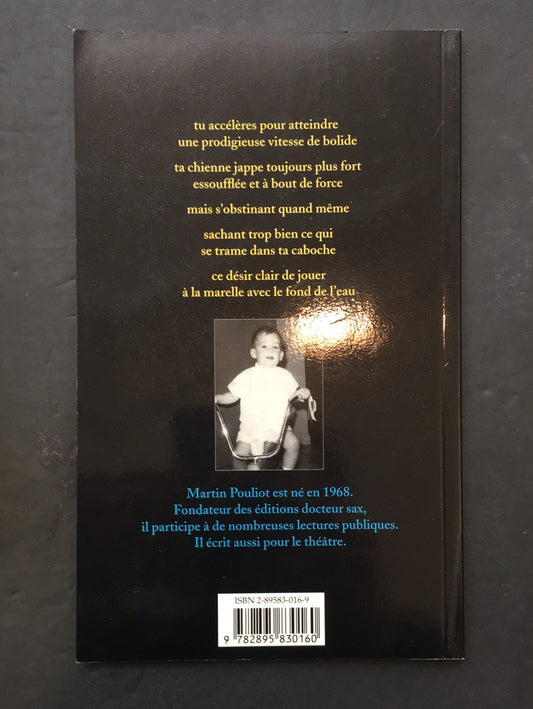 tu accélères pour atteindre
une prodigieuse vitesse de bolide
ta chienne jappe toujours plus fort
essoufflée et à bout de force
mais s'obstinant quand même
sachant trop bien ce qui
se trame dans ta caboche
ce désir clair de jouer
à la marelle avec le fond de l'eau
Martin Pouliot est né en 1968.
Fondateur des éditions docteur sax,
il participe à de nombreuses lectures publiques.
Il écrit aussi pour le théâtre.
ISBN 2-89583-016-9
9 782895 830160